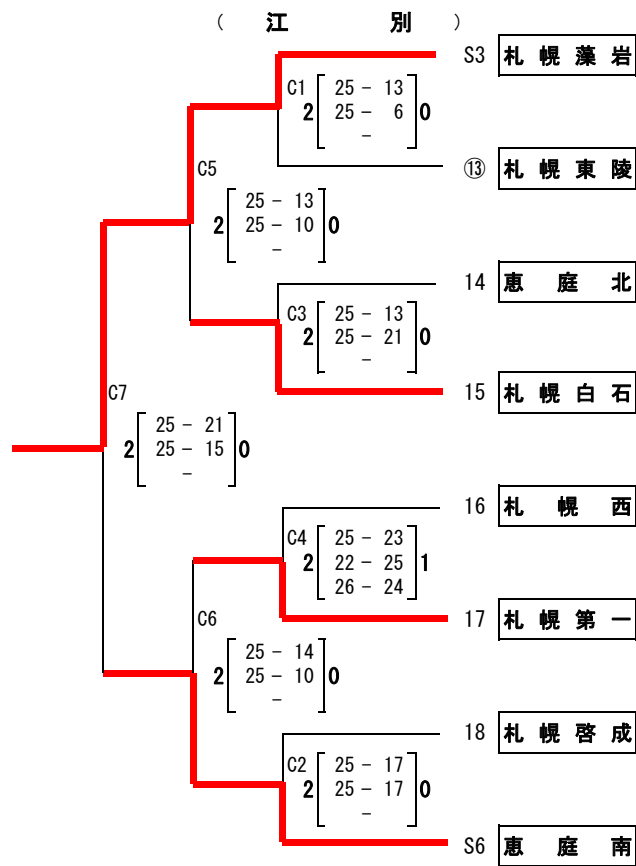 （ 江 別 ）
S3 札幌藻岩
C1
25 － 13
2 25 － 6 0
－
⑬ 札幌東陵
C5
25 － 13
2 25 － 10 0
－
14 恵庭北
C3
25 － 13
2 25 － 21 0
－
15 札幌白石
C7
25 － 21
2 25 － 15 0
－
16 札幌西
C4
25 － 23
2 22 － 25 1
26 － 24
17 札幌第一
C6
25 － 14
2 25 － 10 0
－
18 札幌啓成
C2
25 － 17
2 25 － 17 0
－
S6 恵庭南